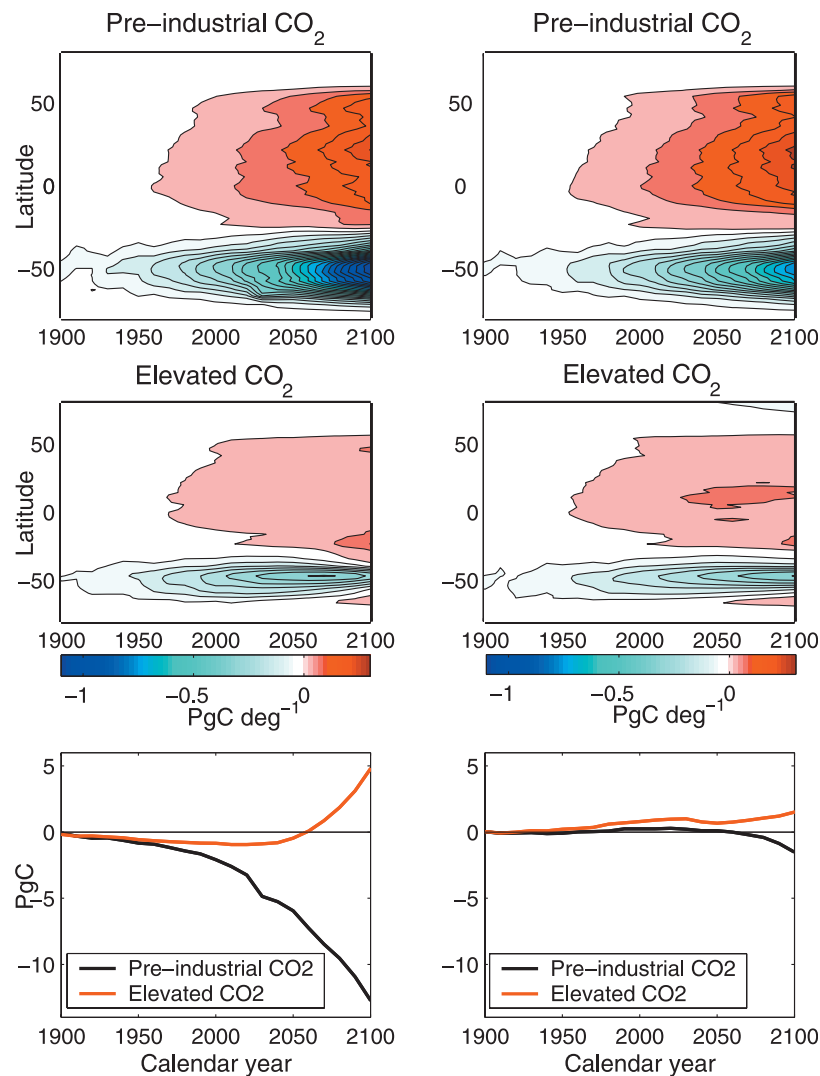 Pre−industrial CO2
Pre−industrial CO2
50
0
−50
Latitude
1900 1950 2000 2050 2100
50
0
−50
1900 1950 2000 2050 2100
Elevated CO2
Elevated CO2
50
0
−50
Latitude
1900 1950 2000 2050 2100
50
0
−50
1900 1950 2000 2050 2100
−1 −0.5 0
PgC deg−1
−1 −0.5 0
PgC deg−1
5
0
−5
−10
PgC
Pre−industrial CO2
Elevated CO2
1900 1950 2000 2050 2100
Calendar year
5
0
−5
−10
Pre−industrial CO2
Elevated CO2
1900 1950 2000 2050 2100
Calendar year